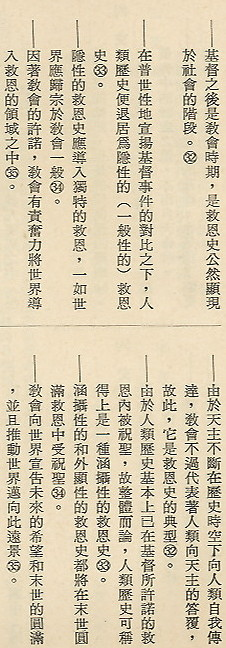 ——基督之後是教會時期，是救恩史公然顯現
於社會的階段。㉜
——在普世性地宣揚基督事件的對比之下，人
類歷史便退居爲隱性的（一般性的）救恩
史㉝。
——隱性的救恩史應導入獨特的救恩，一如世
界應歸宗於教會一般㉞。
——因著教會的許諾，教會有責奮力將世界導
入救恩的領域之中㉟。
——由於天主不斷在歷史時空下向人類自我傳
達，教會不過代表著人類向天主的答覆，
故此，它是救恩史的典型㉜。
——由於人類歷史基本上已在基督所許諾的救
恩內被祝聖，故整體而論，人類歷史可稱
得上是一種涵攝性的救恩史㉝。
——涵攝性的和外顯性的救恩史都將在末世圓
滿救恩中受祝聖㉞。
——教會向世界宣告未來的希望和末世的圓滿
，並且推動世界邁向此遠景㉟。